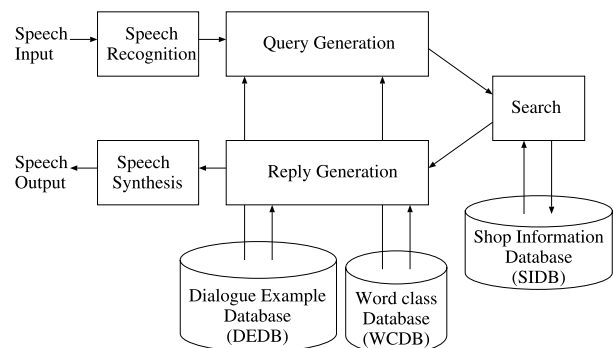 Speech
Input
Speech
Recognition
Query Generation
Search
Speech
Output
Speech
Synthesis
Reply Generation
Shop Information
Database
(SIDB)
Dialogue Example
Database
(DEDB)
Word class
Database
(WCDB)